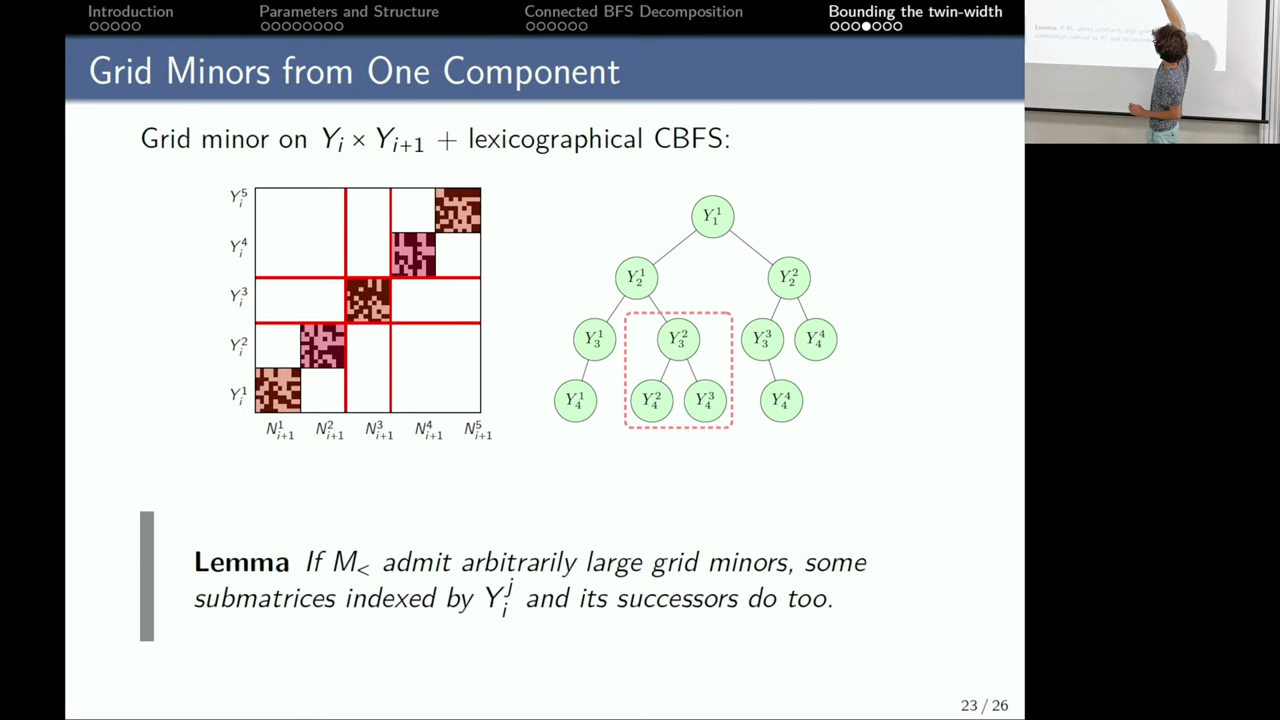 Introduction
Parameters and Structure
Connected BFS Decomposition
Bounding the twin-width
Grid Minors from One Component
Grid minor on Y_i × Y_{i+1} + lexicographical CBFS:
Y_i^5
Y_i^4
Y_i^3
Y_i^2
Y_i^1
N_{i+1}^1 N_{i+1}^2 N_{i+1}^3 N_{i+1}^4 N_{i+1}^5
Y_1^1
Y_2^1 Y_2^2
Y_3^1 Y_3^2 Y_3^3 Y_4^4
Y_4^1 Y_4^2 Y_4^3 Y_4^4
Lemma If M_< admit arbitrarily large grid minors, some
submatrices indexed by Y_i^j and its successors do too.
23 / 26